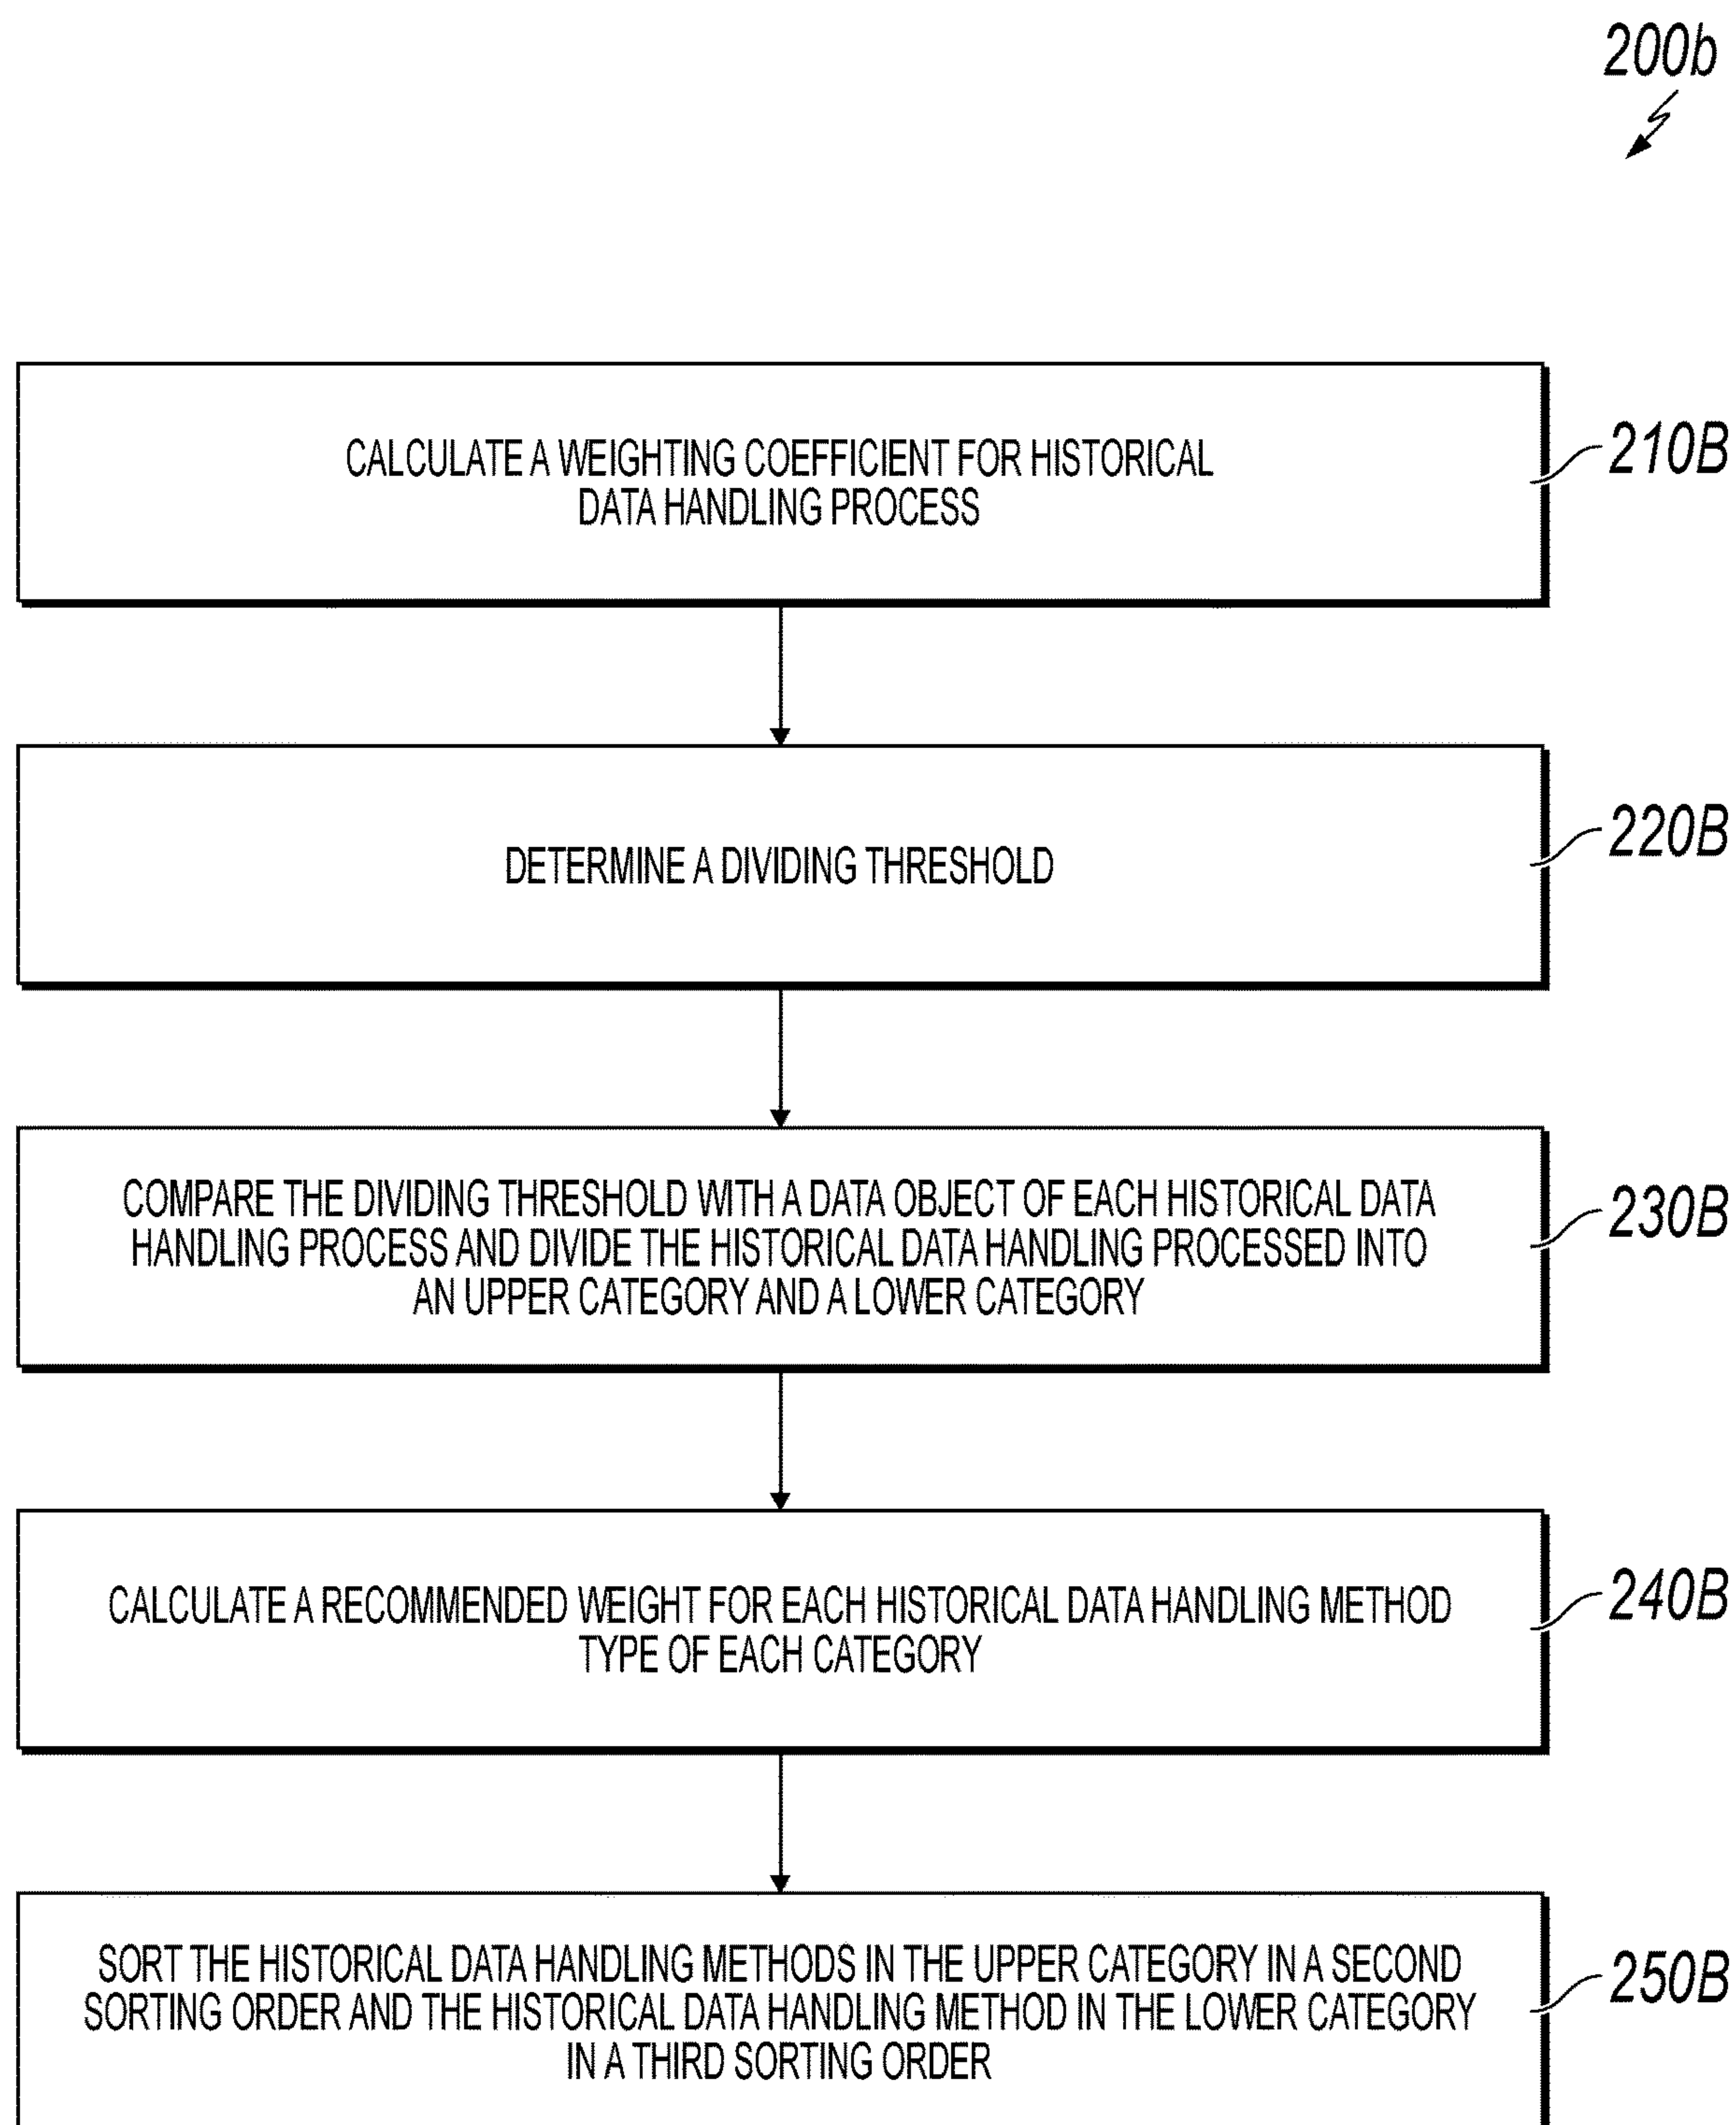 200b
CALCULATE A WEIGHTING COEFFICIENT FOR HISTORICAL
DATA HANDLING PROCESS
210B
DETERMINE A DIVIDING THRESHOLD
220B
COMPARE THE DIVIDING THRESHOLD WITH A DATA OBJECT OF EACH HISTORICAL DATA
HANDLING PROCESS AND DIVIDE THE HISTORICAL DATA HANDLING PROCESSED INTO
AN UPPER CATEGORY AND A LOWER CATEGORY
230B
CALCULATE A RECOMMENDED WEIGHT FOR EACH HISTORICAL DATA HANDLING METHOD
TYPE OF EACH CATEGORY
240B
SORT THE HISTORICAL DATA HANDLING METHODS IN THE UPPER CATEGORY IN A SECOND
SORTING ORDER AND THE HISTORICAL DATA HANDLING METHOD IN THE LOWER CATEGORY
IN A THIRD SORTING ORDER
250B